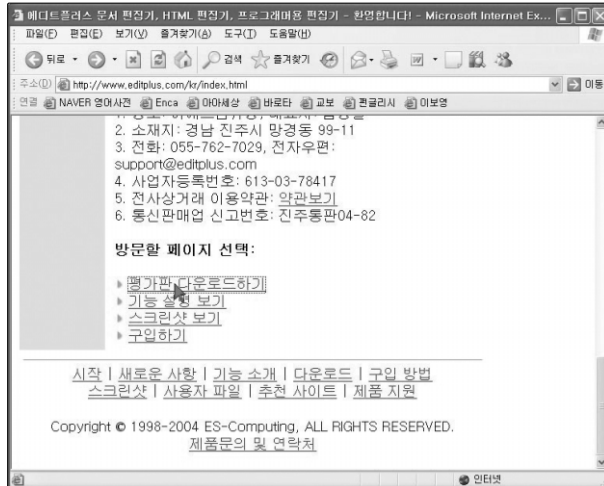 에디트플러스 문서 편집기, HTML 편집기, 프로그래머용 편집기 - 환영합니다! - Microsoft Internet Ex...
파일(F) 편집(E) 보기(V) 즐겨찾기(A) 도구(T) 도움말(H)
뒤로 검색 즐겨찾기
주소(D) http://www.editplus.com/kr/index.html 이동
연결 NAVER 영어사전 Enca 아마세상 바로타 교보 펀글리시 이보영
2. 소재지: 경남 진주시 망경동 99-11
3. 전화: 055-762-7029, 전자우편:
support@editplus.com
4. 사업자등록번호: 613-03-78417
5. 전사상거래 이용약관: 약관보기
6. 통신판매업 신고번호: 진주통판04-82
방문할 페이지 선택:
평가판 다운로드하기
기능 설명 보기
스크린샷 보기
구입하기
시작 | 새로운 사항 | 기능 소개 | 다운로드 | 구입 방법
스크린샷 | 사용자 파일 | 추천 사이트 | 제품 지원
Copyright © 1998-2004 ES-Computing, ALL RIGHTS RESERVED.
제품문의 및 연락처
인터넷